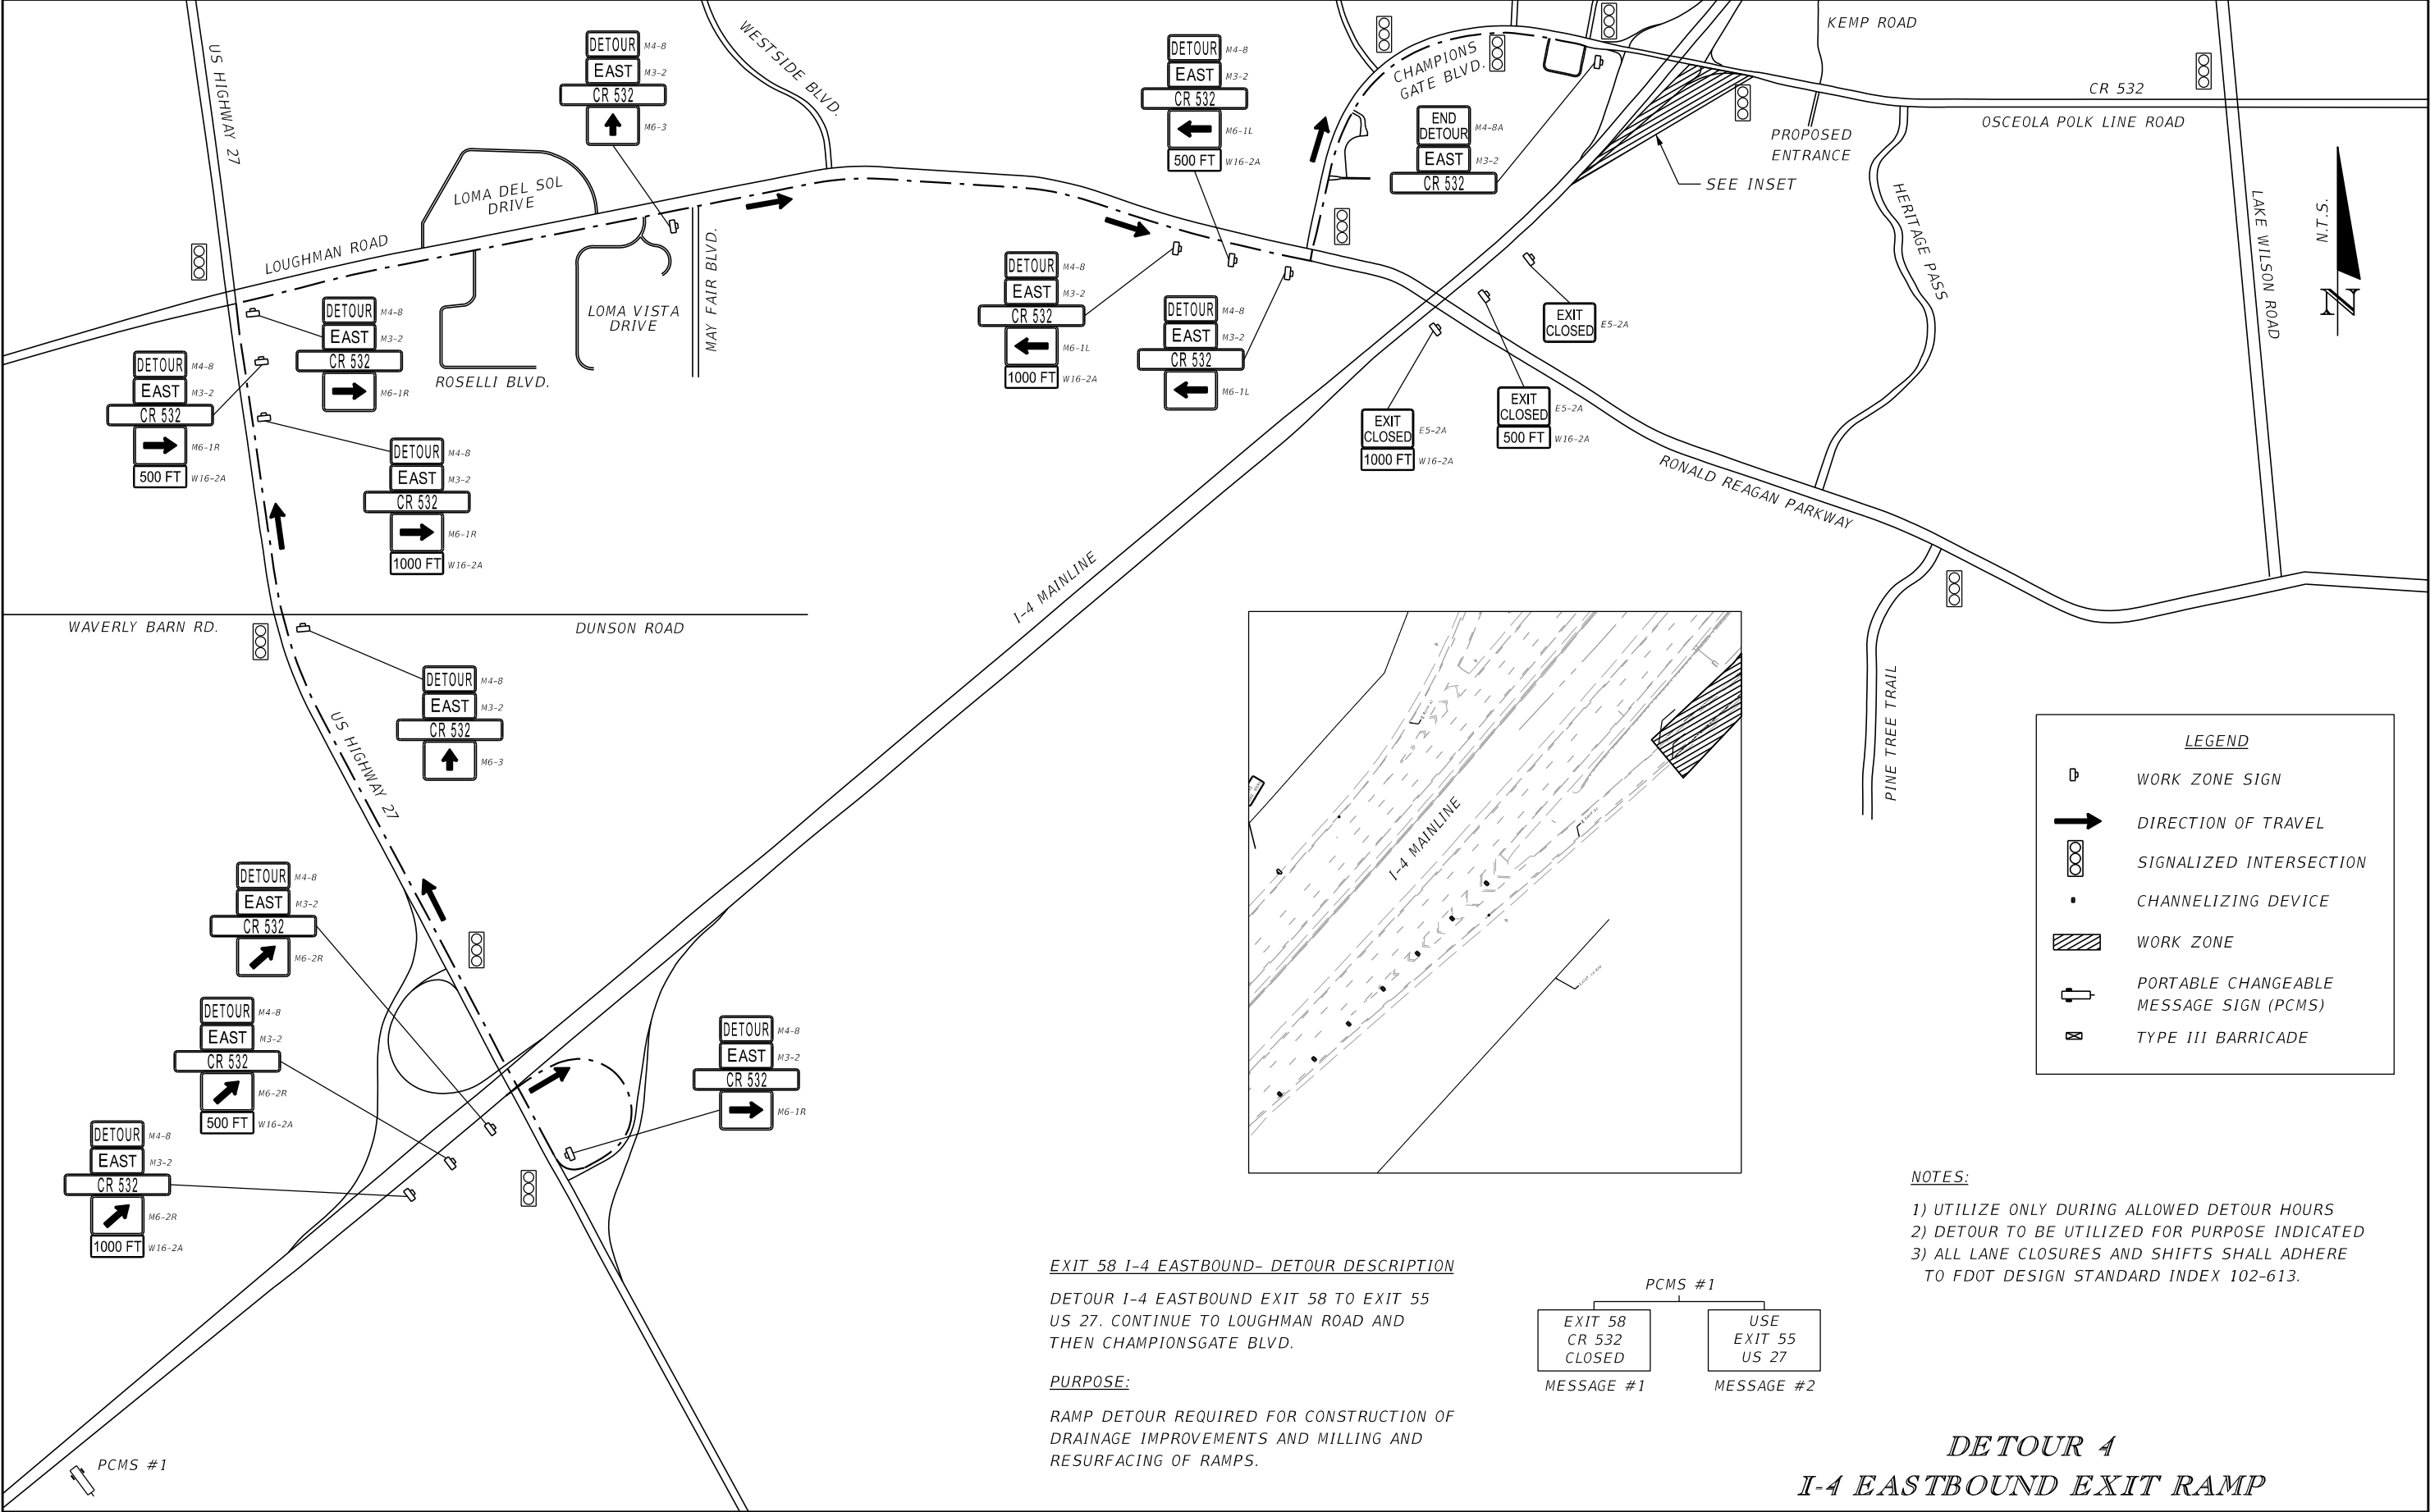 US HIGHWAY 27
WESTSIDE BLVD.
DETOUR M4-8
EAST M3-2
CR 532
M6-3
DETOUR M4-8
EAST M3-2
CR 532
M6-1L
500 FT W16-2A
CHAMPIONS
GATE BLVD.
END
DETOUR M4-8A
EAST M3-2
CR 532
KEMP ROAD
CR 532
OSCEOLA POLK LINE ROAD
PROPOSED
ENTRANCE
SEE INSET
HERITAGE PASS
LAKE WILSON ROAD
N.T.S.
N
LOMA DEL SOL
DRIVE
LOUGHMAN ROAD
LOMA VISTA
DRIVE
MAY FAIR BLVD.
ROSELLI BLVD.
DETOUR M4-8
EAST M3-2
CR 532
M6-1R
DETOUR M4-8
EAST M3-2
CR 532
M6-1R
500 FT W16-2A
DETOUR M4-8
EAST M3-2
CR 532
M6-1R
1000 FT W16-2A
DETOUR M4-8
EAST M3-2
CR 532
M6-1L
1000 FT W16-2A
DETOUR M4-8
EAST M3-2
CR 532
M6-1L
EXIT
CLOSED E5-2A
EXIT
CLOSED E5-2A
500 FT W16-2A
EXIT
CLOSED E5-2A
1000 FT W16-2A
RONALD REAGAN PARKWAY
I-4 MAINLINE
WAVERLY BARN RD.
DUNSON ROAD
DETOUR M4-8
EAST M3-2
CR 532
M6-3
US HIGHWAY 27
PINE TREE TRAIL
I-4 MAINLINE
LEGEND
WORK ZONE SIGN
DIRECTION OF TRAVEL
SIGNALIZED INTERSECTION
CHANNELIZING DEVICE
WORK ZONE
PORTABLE CHANGEABLE
MESSAGE SIGN (PCMS)
TYPE III BARRICADE
DETOUR M4-8
EAST M3-2
CR 532
M6-2R
DETOUR M4-8
EAST M3-2
CR 532
M6-2R
500 FT W16-2A
DETOUR M4-8
EAST M3-2
CR 532
M6-2R
1000 FT W16-2A
DETOUR M4-8
EAST M3-2
CR 532
M6-1R
PCMS #1
EXIT 58 I-4 EASTBOUND- DETOUR DESCRIPTION
DETOUR I-4 EASTBOUND EXIT 58 TO EXIT 55
US 27. CONTINUE TO LOUGHMAN ROAD AND
THEN CHAMPIONSGATE BLVD.
PURPOSE:
RAMP DETOUR REQUIRED FOR CONSTRUCTION OF
DRAINAGE IMPROVEMENTS AND MILLING AND
RESURFACING OF RAMPS.
PCMS #1
EXIT 58
CR 532
CLOSED
MESSAGE #1
USE
EXIT 55
US 27
MESSAGE #2
NOTES:
1) UTILIZE ONLY DURING ALLOWED DETOUR HOURS
2) DETOUR TO BE UTILIZED FOR PURPOSE INDICATED
3) ALL LANE CLOSURES AND SHIFTS SHALL ADHERE
TO FDOT DESIGN STANDARD INDEX 102-613.
DETOUR 4
I-4 EASTBOUND EXIT RAMP